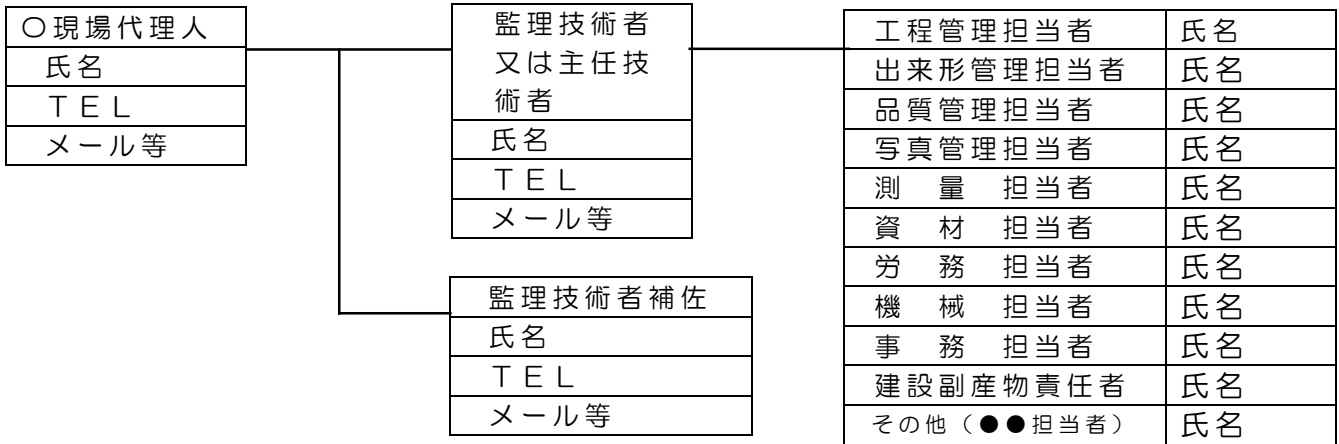 〇現場代理人
氏名
ＴＥＬ
メール等
監理技術者
又は主任技
術者
氏名
ＴＥＬ
メール等
監理技術者補佐
氏名
ＴＥＬ
メール等
工程管理担当者 氏名
出来形管理担当者 氏名
品質管理担当者 氏名
写真管理担当者 氏名
測　量　担当者 氏名
資　材　担当者 氏名
労　務　担当者 氏名
機　械　担当者 氏名
事　務　担当者 氏名
建設副産物責任者 氏名
その他（●●担当者） 氏名